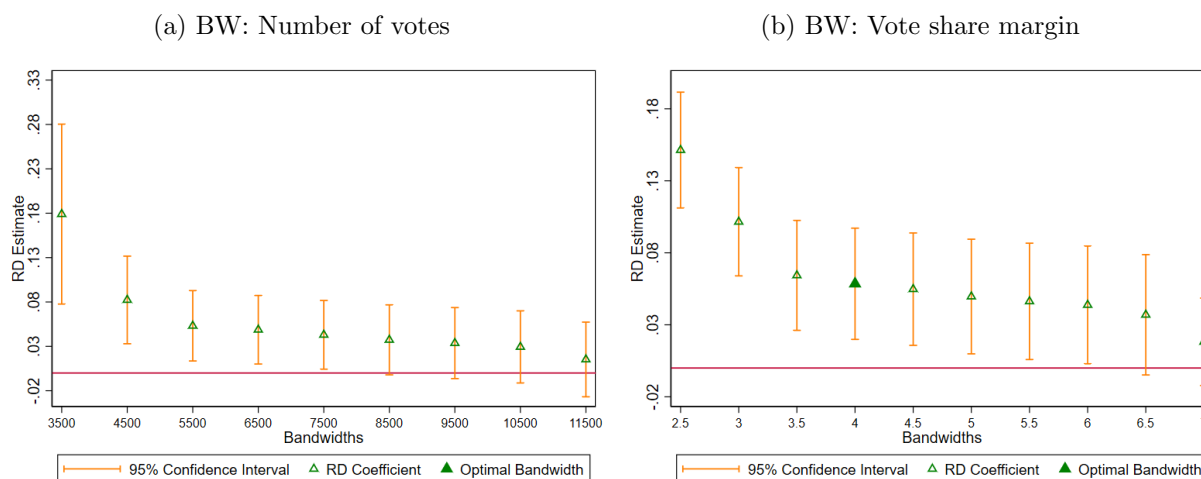 (a) BW: Number of votes
(b) BW: Vote share margin
RD Estimate
.33
.28
.23
.18
.13
.08
.03
-.02
3500 4500 5500 6500 7500 8500 9500 10500 11500
Bandwidths
95% Confidence Interval RD Coefficient Optimal Bandwidth
RD Estimate
.18
.13
.08
.03
-.02
2.5 3 3.5 4 4.5 5 5.5 6 6.5
Bandwidths
95% Confidence Interval RD Coefficient Optimal Bandwidth